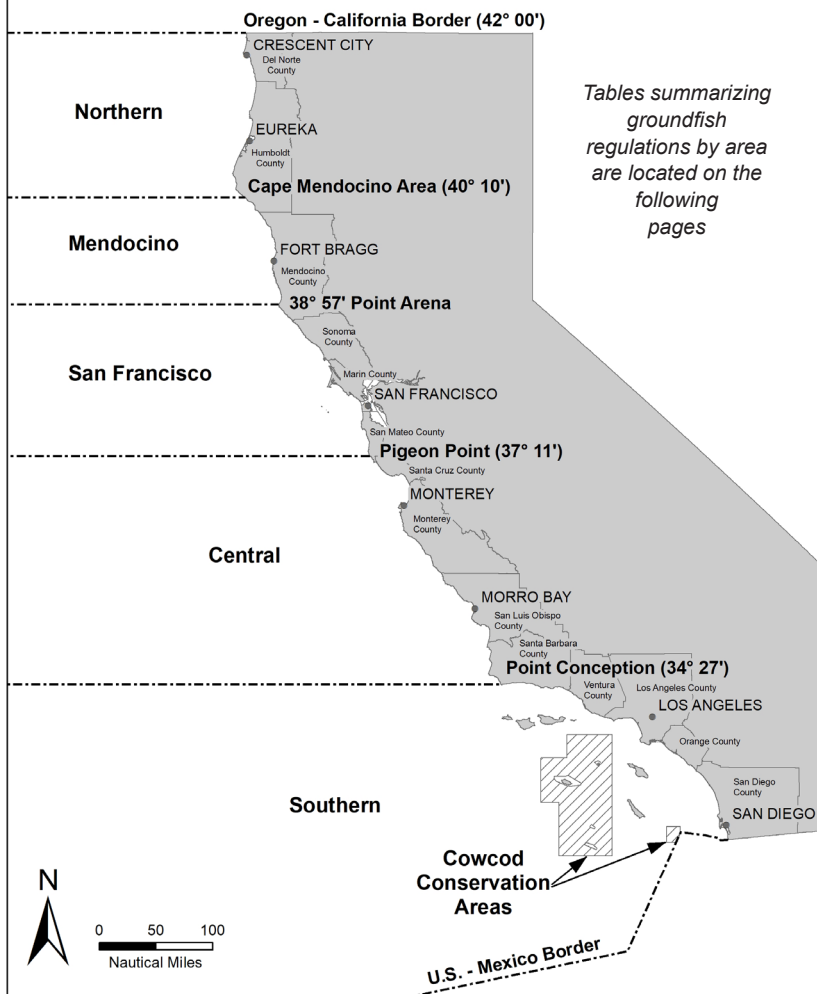 Oregon - California Border (42° 00')
CRESCENT CITY
Del Norte
County
Northern
Tables summarizing
groundfish
regulations by area
are located on the
following
pages
EUREKA
Humboldt
County
Cape Mendocino Area (40° 10')
Mendocino
FORT BRAGG
Mendocino
County
38° 57' Point Arena
Sonoma
County
San Francisco
Marin County
SAN FRANCISCO
San Mateo County
Pigeon Point (37° 11')
Santa Cruz County
MONTEREY
Monterey
County
Central
MORRO BAY
San Luis Obispo
County
Santa Barbara
County
Point Conception (34° 27')
Ventura
County
Los Angeles County
LOS ANGELES
Orange County
San Diego
County
Southern
SAN DIEGO
Cowcod
Conservation
Areas
N
0 50 100
Nautical Miles
U.S. - Mexico Border